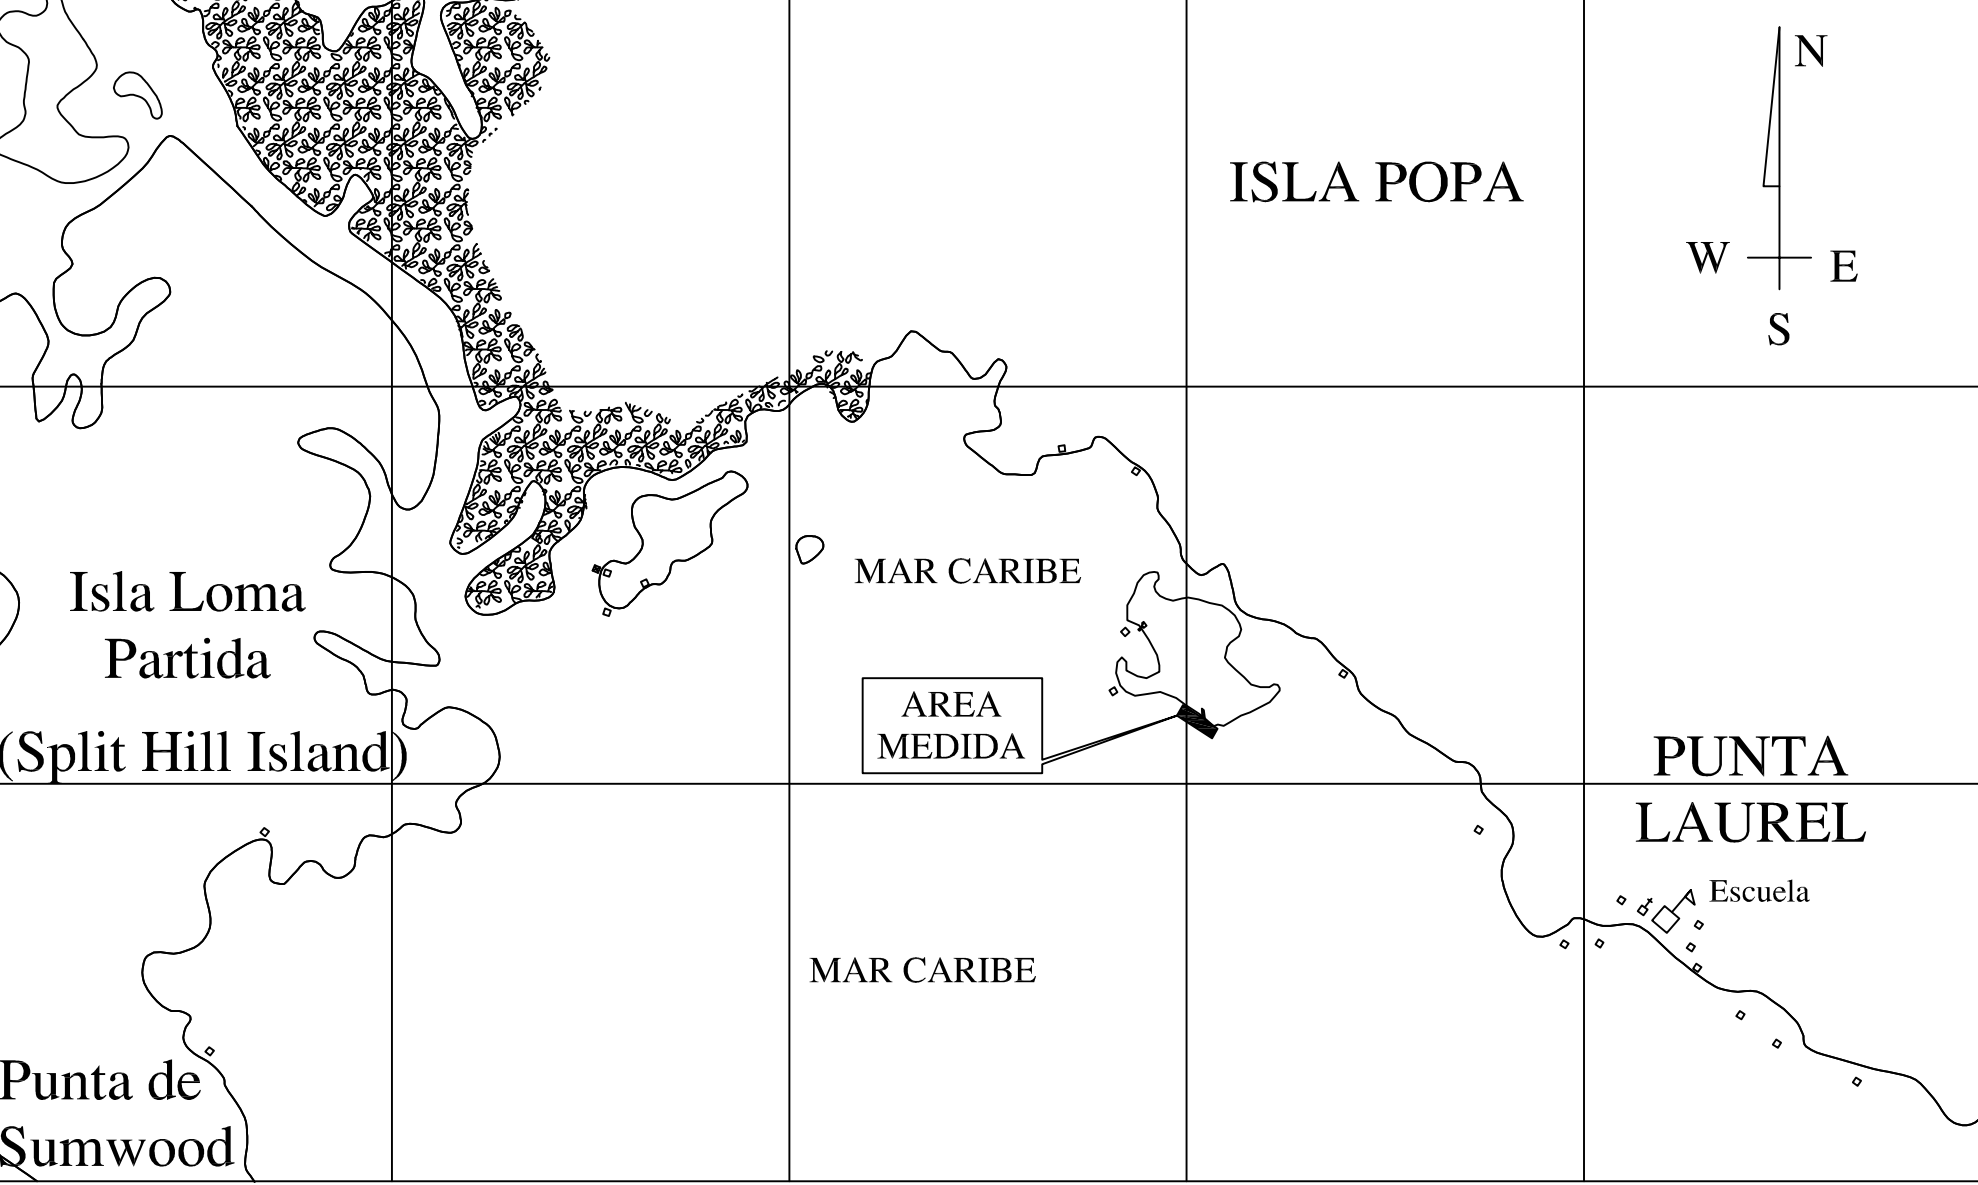 N
ISLA POPA
W
E
S
MAR CARIBE
Isla Loma
Partida
(Split Hill Island)
AREA
MEDIDA
PUNTA
LAUREL
Escuela
MAR CARIBE
Punta de
Sumwood